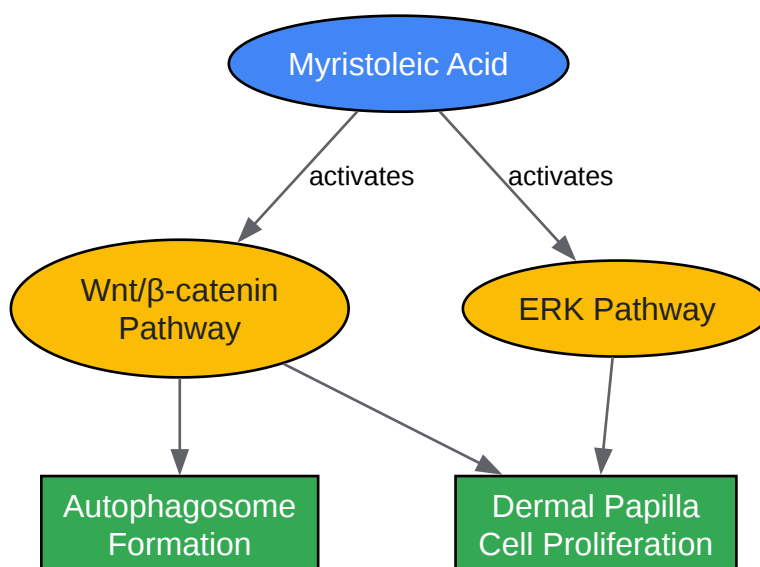 Myristoleic Acid
activates
activates
Wnt/β-catenin
Pathway
ERK Pathway
Autophagosome
Formation
Dermal Papilla
Cell Proliferation